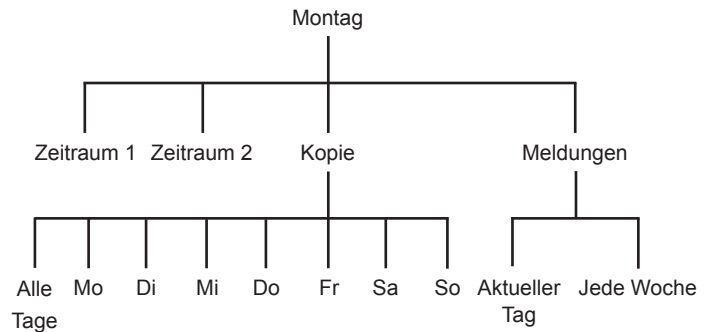 Montag
Zeitraum 1 Zeitraum 2 Kopie Meldungen
Alle Mo Di Mi Do Fr Sa So Aktueller Jede Woche
Tage Tag